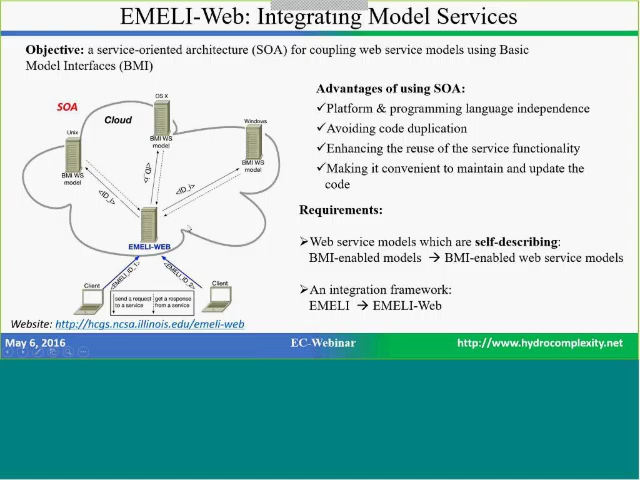 EMELI-Web: Integrating Model Services
Objective: a service-oriented architecture (SOA) for coupling web service models using Basic
Model Interfaces (BMI)
SOA
Cloud
OS X
BMI WS
model
Unix
BMI WS
model
Windows
BMI WS
model
<ID_i>
<ID_i>
<ID_i>
EMELI-WEB
<EMELI_ID_1>
<EMELI_ID_2>
Client
Client
send a request
to a service
get a response
from a service
Advantages of using SOA:
✓Platform & programming language independence
✓Avoiding code duplication
✓Enhancing the reuse of the service functionality
✓Making it convenient to maintain and update the
code
Requirements:
➢Web service models which are self-describing:
BMI-enabled models → BMI-enabled web service models
➢An integration framework:
EMELI → EMELI-Web
Website: http://hcgs.ncsa.illinois.edu/emeli-web
May 6, 2016
EC-Webinar
http://www.hydrocomplexity.net